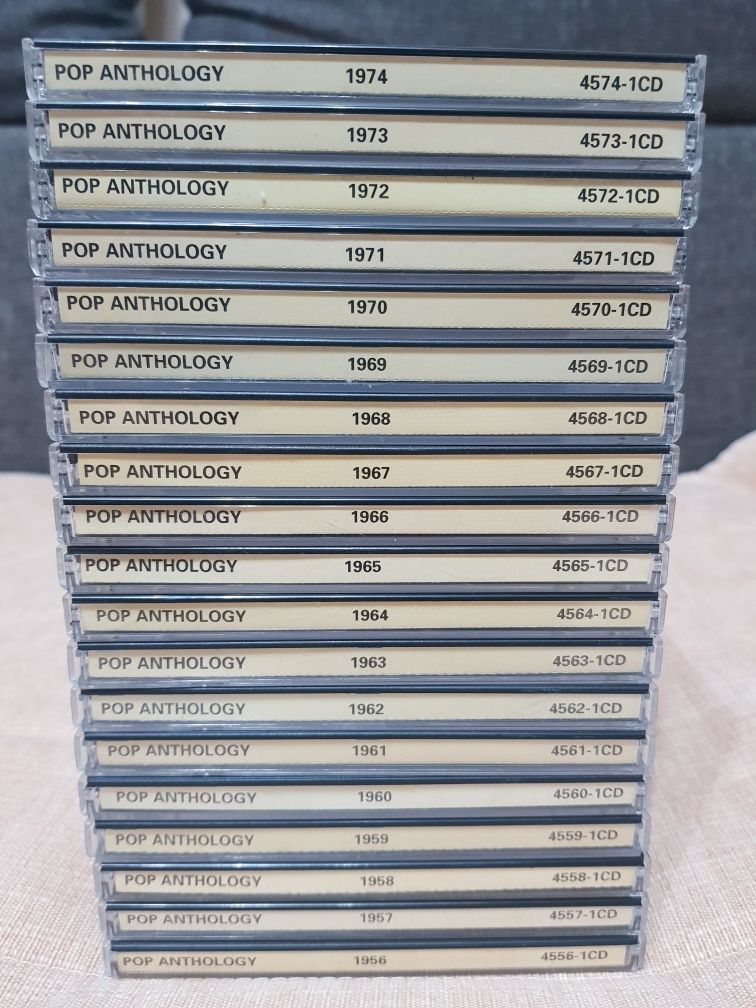 POP ANTHOLOGY 1974 4574-1CD
POP ANTHOLOGY 1973 4573-1CD
POP ANTHOLOGY 1972 4572-1CD
POP ANTHOLOGY 1971 4571-1CD
POP ANTHOLOGY 1970 4570-1CD
POP ANTHOLOGY 1969 4569-1CD
POP ANTHOLOGY 1968 4568-1CD
POP ANTHOLOGY 1967 4567-1CD
POP ANTHOLOGY 1966 4566-1CD
POP ANTHOLOGY 1965 4565-1CD
POP ANTHOLOGY 1964 4564-1CD
POP ANTHOLOGY 1963 4563-1CD
POP ANTHOLOGY 1962 4562-1CD
POP ANTHOLOGY 1961 4561-1CD
POP ANTHOLOGY 1960 4560-1CD
POP ANTHOLOGY 1959 4559-1CD
POP ANTHOLOGY 1958 4558-1CD
POP ANTHOLOGY 1957 4557-1CD
POP ANTHOLOGY 1956 4556-1CD